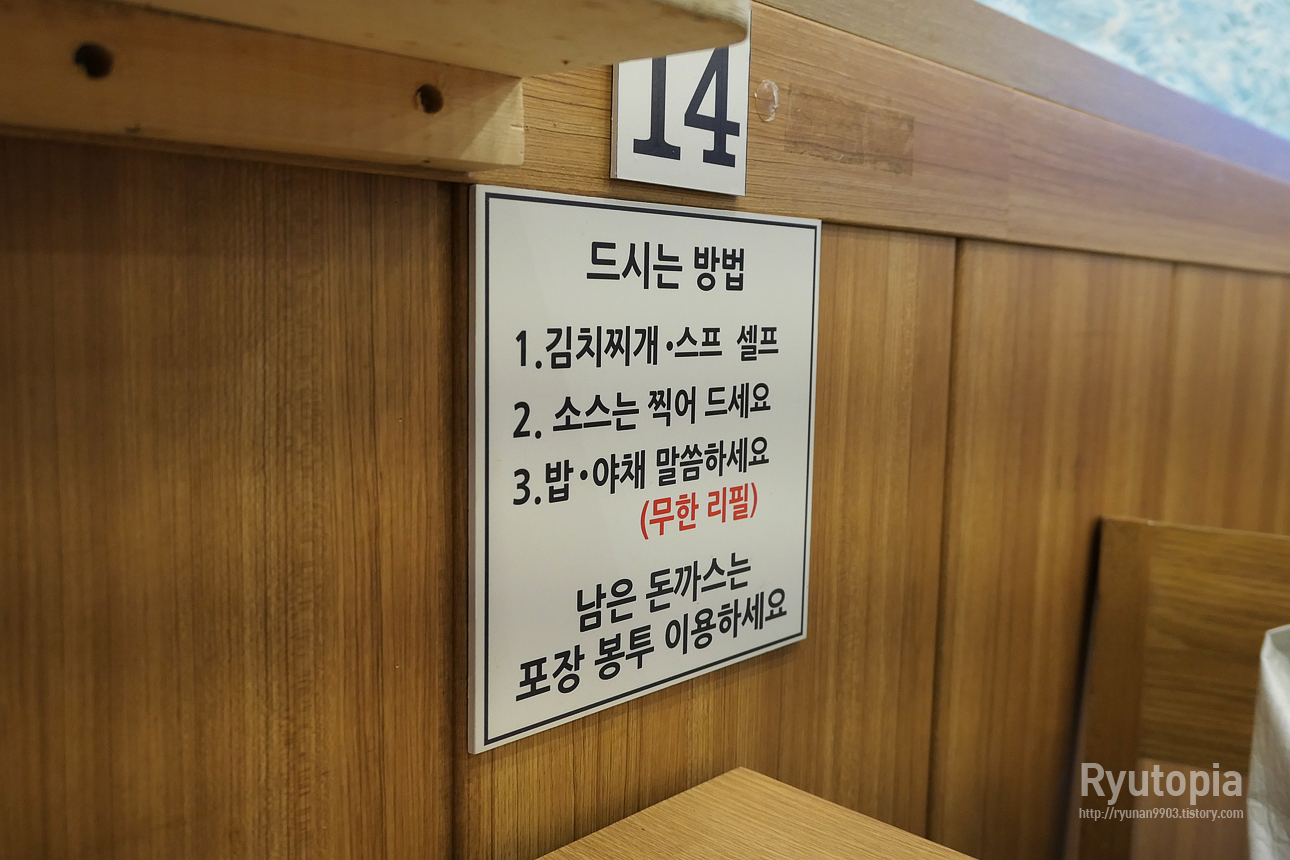 14
드시는 방법
1.김치찌개·스프 셀프
2. 소스는 찍어 드세요
3.밥·야채 말씀하세요
(무한 리필)
남은 돈까스는
포장 봉투 이용하세요
Ryutopia
http://ryunan9903.tistory.com